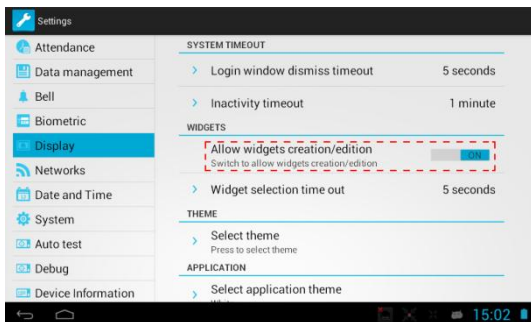 Settings
Attendance
Data management
Bell
Biometric
Display
Networks
Date and Time
System
Auto test
Debug
Device Information
SYSTEM TIMEOUT
Login window dismiss timeout 5 seconds
Inactivity timeout 1 minute
WIDGETS
Allow widgets creation/edition ON
Switch to allow widgets creation/edition
Widget selection time out 5 seconds
THEME
Select theme
Press to select theme
APPLICATION
Select application theme
15:02